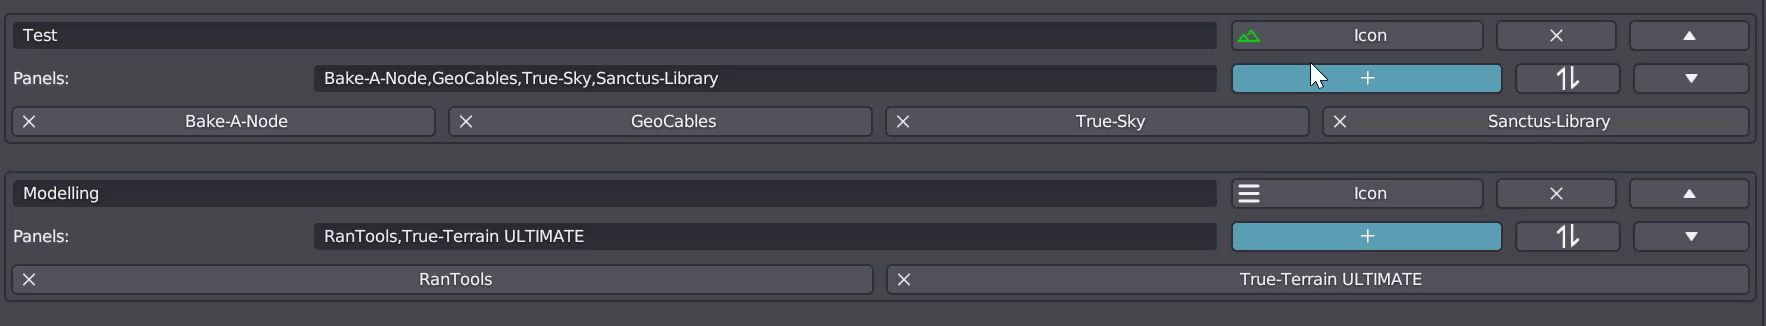 Test Icon
Panels: Bake-A-Node,GeoCables,True-Sky,Sanctus-Library +
Bake-A-Node GeoCables True-Sky Sanctus-Library
Modelling Icon
Panels: RanTools,True-Terrain ULTIMATE +
RanTools True-Terrain ULTIMATE